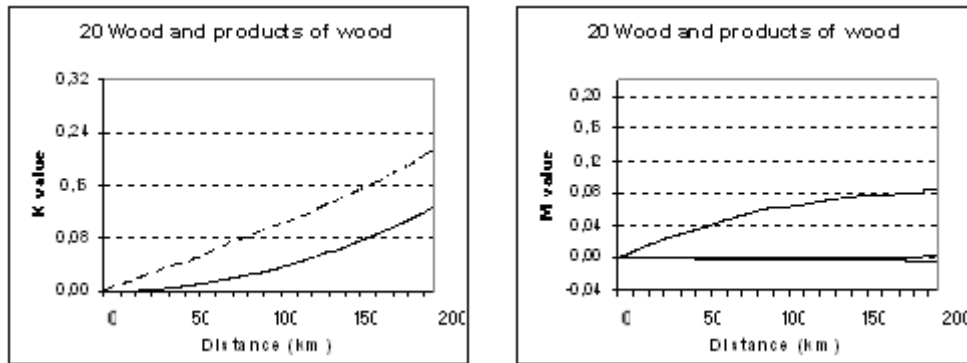 20 Wood and products of wood
K value
0,32
0,24
0,16
0,08
0,00
0 50 100 150 200
Distance (km)
20 Wood and products of wood
M value
0,20
0,16
0,12
0,08
0,04
0,00
-0,04
0 50 100 150 200
Distance (km)